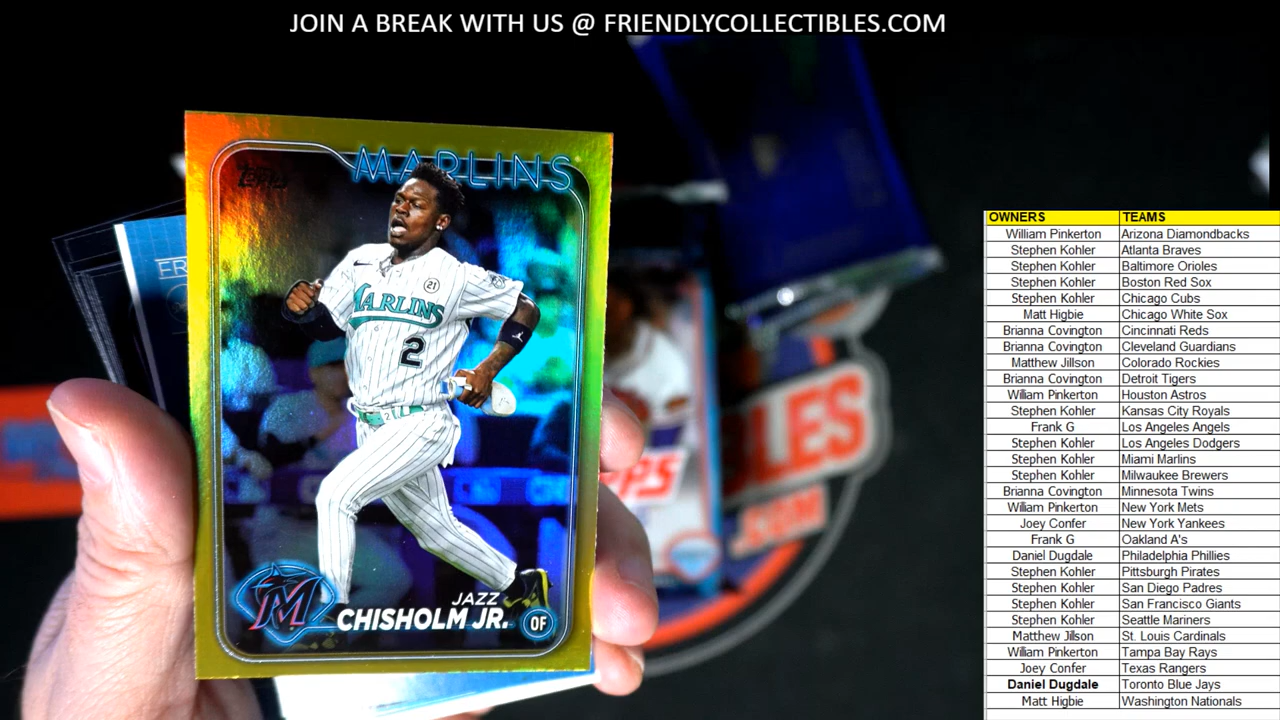 JOIN A BREAK WITH US @ FRIENDLYCOLLECTIBLES.COM
MARLINS
Topps
21
MARLINS
2
M
JAZZ
CHISHOLM JR.
OF
FR
PPS
BLES
.COM
OWNERS TEAMS
William Pinkerton Arizona Diamondbacks
Stephen Kohler Atlanta Braves
Stephen Kohler Baltimore Orioles
Stephen Kohler Boston Red Sox
Stephen Kohler Chicago Cubs
Matt Higbie Chicago White Sox
Brianna Covington Cincinnati Reds
Brianna Covington Cleveland Guardians
Matthew Jillson Colorado Rockies
Brianna Covington Detroit Tigers
William Pinkerton Houston Astros
Stephen Kohler Kansas City Royals
Frank G Los Angeles Angels
Stephen Kohler Los Angeles Dodgers
Stephen Kohler Miami Marlins
Stephen Kohler Milwaukee Brewers
Brianna Covington Minnesota Twins
William Pinkerton New York Mets
Joey Confer New York Yankees
Frank G Oakland A's
Daniel Dugdale Philadelphia Phillies
Stephen Kohler Pittsburgh Pirates
Stephen Kohler San Diego Padres
Stephen Kohler San Francisco Giants
Stephen Kohler Seattle Mariners
Matthew Jillson St. Louis Cardinals
William Pinkerton Tampa Bay Rays
Joey Confer Texas Rangers
Daniel Dugdale Toronto Blue Jays
Matt Higbie Washington Nationals